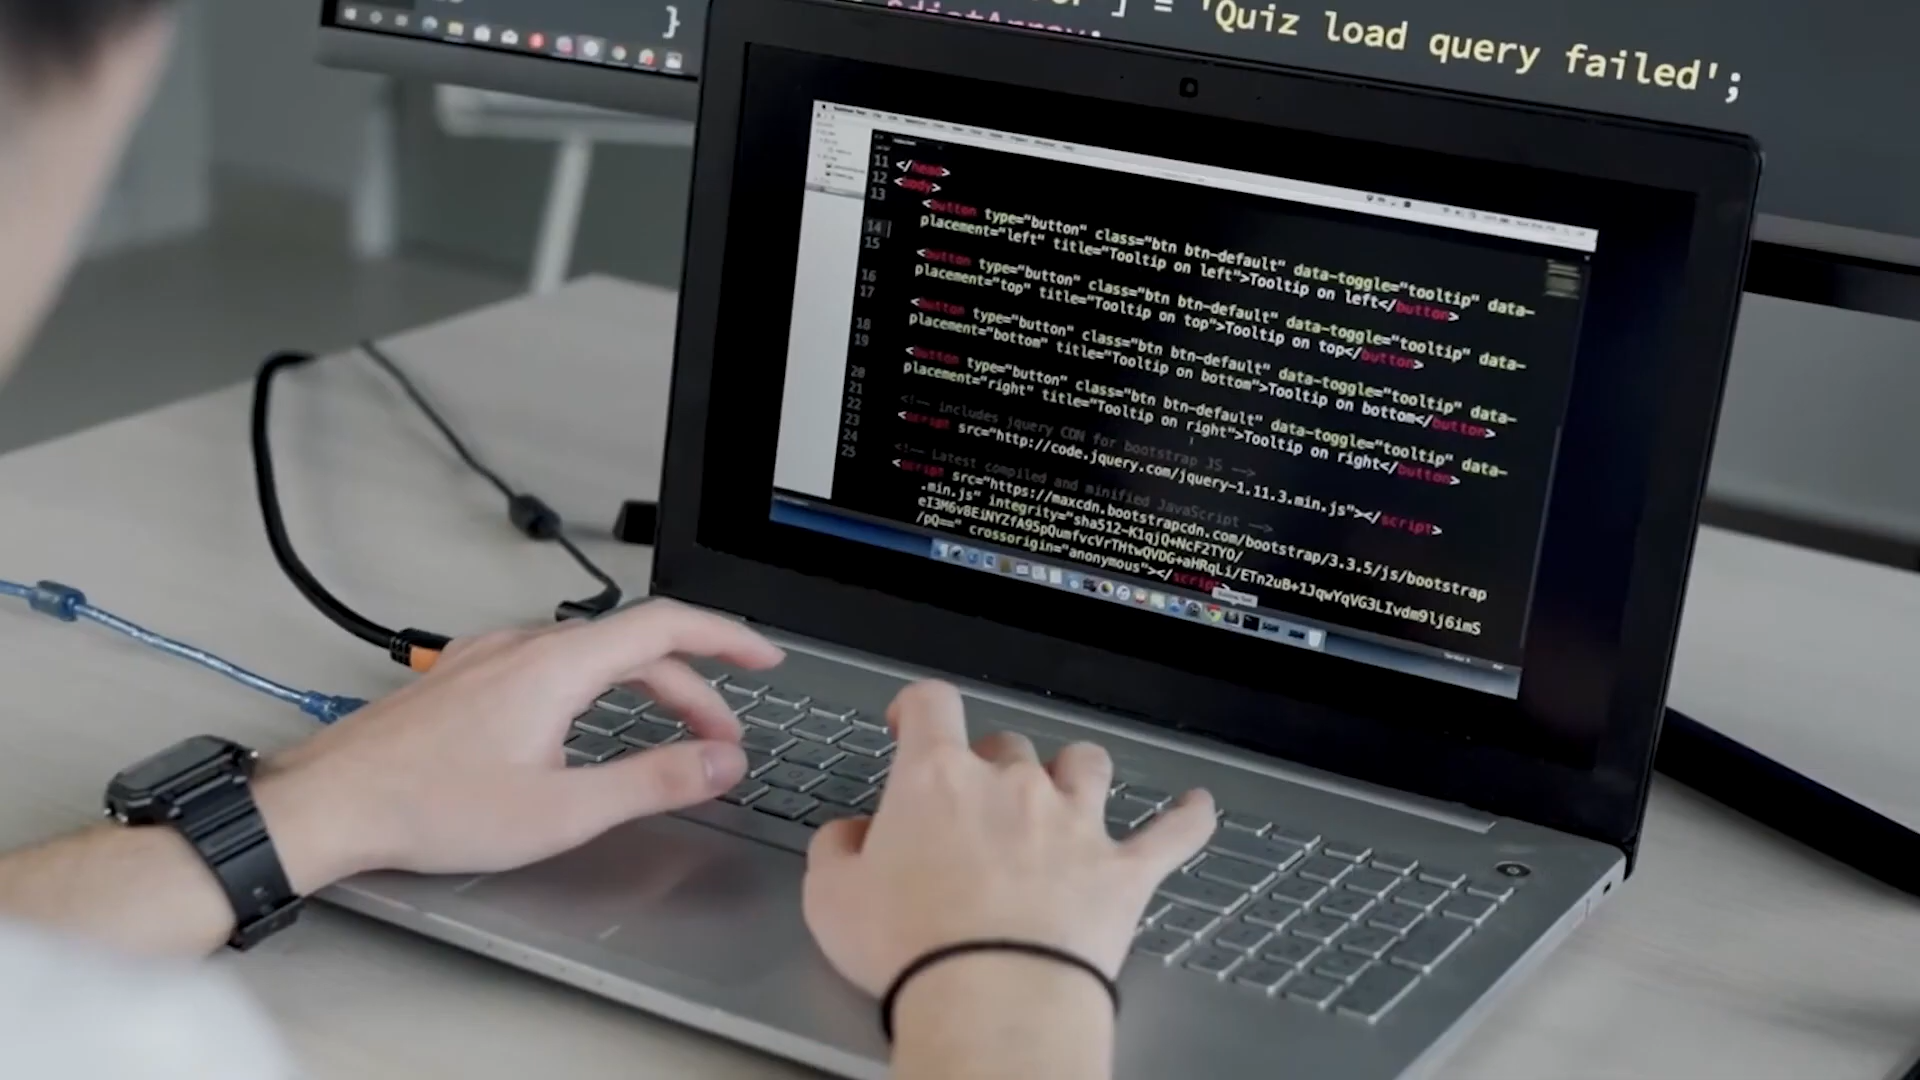 }
'] = 'Quiz load query failed';
11
12 </head>
13 <body>
<button type="button" class="btn btn-default" data-toggle="tooltip" data-
14 placement="left" title="Tooltip on left">Tooltip on left</button>
15
<button type="button" class="btn btn-default" data-toggle="tooltip" data-
16 placement="top" title="Tooltip on top">Tooltip on top</button>
17
<button type="button" class="btn btn-default" data-toggle="tooltip" data-
18 placement="bottom" title="Tooltip on bottom">Tooltip on bottom</button>
19
<button type="button" class="btn btn-default" data-toggle="tooltip" data-
20 placement="right" title="Tooltip on right">Tooltip on right</button>
21
22 <!-- includes jquery CDN for bootstrap JS -->
23 <script src="http://code.jquery.com/jquery-1.11.3.min.js"></script>
24 <!-- Latest compiled and minified JavaScript -->
25 <script src="https://maxcdn.bootstrapcdn.com/bootstrap/3.3.5/js/bootstrap
.min.js" integrity="sha512-K1qjQ+NcF2TYO/
eI3M6v8EiNYZfA95pQumfvcVrTHtwQVDG+aHRqLi/ETn2uB+1JqwYqVG3LIvdm9lj6imS
/pQ==" crossorigin="anonymous"></script>